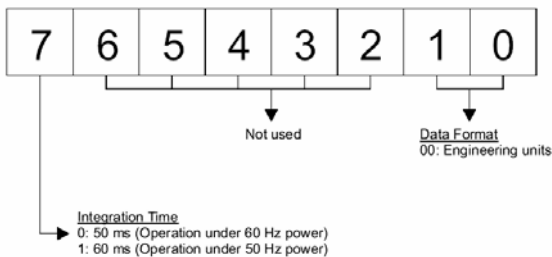 7 6 5 4 3 2 1 0
Not used
Data Format
00: Engineering units
Integration Time
0: 50 ms (Operation under 60 Hz power)
1: 60 ms (Operation under 50 Hz power)